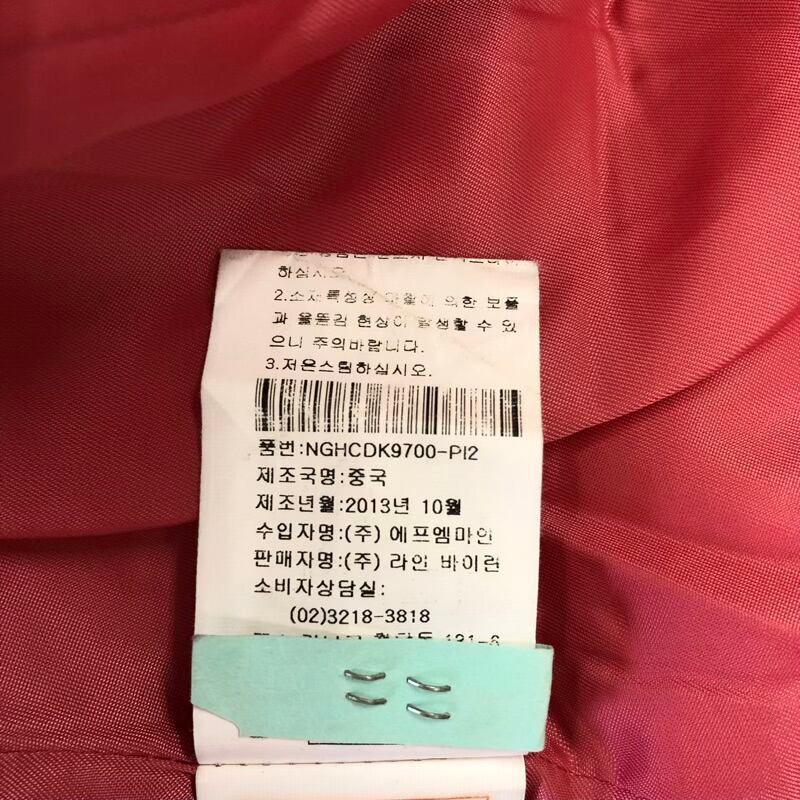 하십시오.
2.소재특성상 마찰에 의한 보풀
과 올뜯김 현상이 발생할 수 있
으니 주의바랍니다.
3.저온스팀하십시오.
품번:NGHCDK9700-PI2
제조국명:중국
제조년월:2013년 10월
수입자명:(주) 에프엠마인
판매자명:(주) 라인 바이린
소비자상담실:
(02)3218-3818